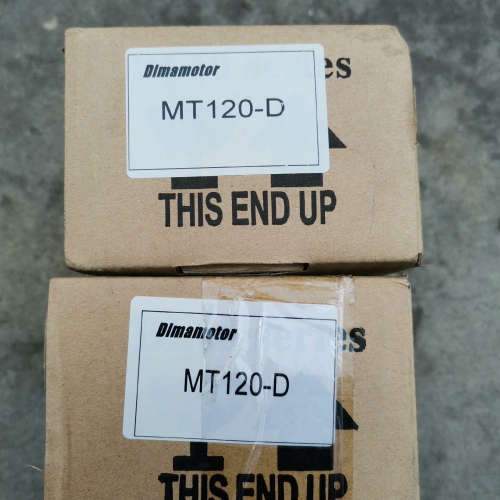 Dimamotor
MT120-D
THIS END UP
Dimamotor
MT120-D
THIS END UP